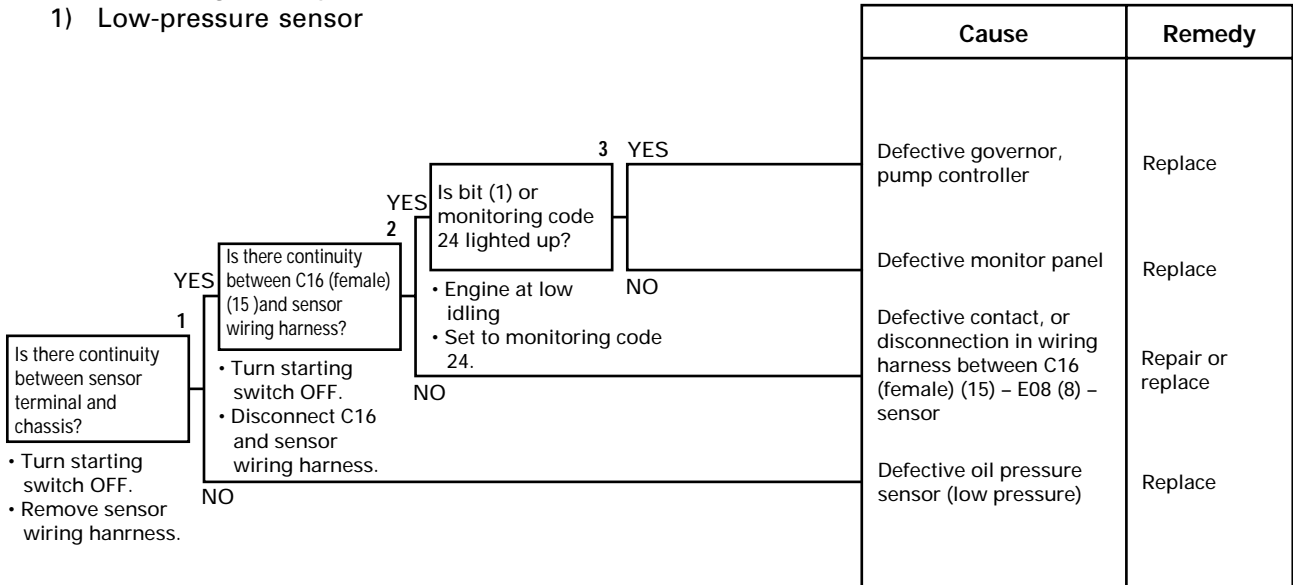 1) Low-pressure sensor
Cause
Remedy
3 YES
Is bit (1) or
monitoring code
24 lighted up?
YES
2
Is there continuity
between C16 (female)
(15 )and sensor
wiring harness?
YES
1
Is there continuity
between sensor
terminal and
chassis?
• Turn starting
switch OFF.
• Remove sensor
wiring hanrness.
NO
• Turn starting
switch OFF.
• Disconnect C16
and sensor
wiring harness.
NO
• Engine at low
idling
• Set to monitoring code
24.
NO
Defective governor,
pump controller
Replace
Defective monitor panel
Replace
Defective contact, or
disconnection in wiring
harness between C16
(female) (15) – E08 (8) –
sensor
Repair or
replace
Defective oil pressure
sensor (low pressure)
Replace